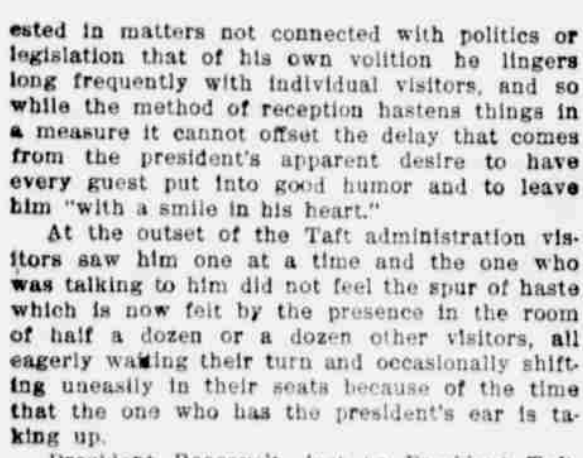 ested in matters not connected with politics or
legislation that of his own volition he lingers
long frequently with individual visitors, and so
while the method of reception hastens things in
a measure it cannot offset the delay that comes
from the president's apparent desire to have
every guest put into good humor and to leave
him "with a smile in his heart."
At the outset of the Taft administration vis-
itors saw him one at a time and the one who
was talking to him did not feel the spur of haste
which is now felt by the presence in the room
of half a dozen or a dozen other visitors, all
eagerly waiting their turn and occasionally shift-
ing uneasily in their seats because of the time
that the one who has the president's ear is ta-
king up.